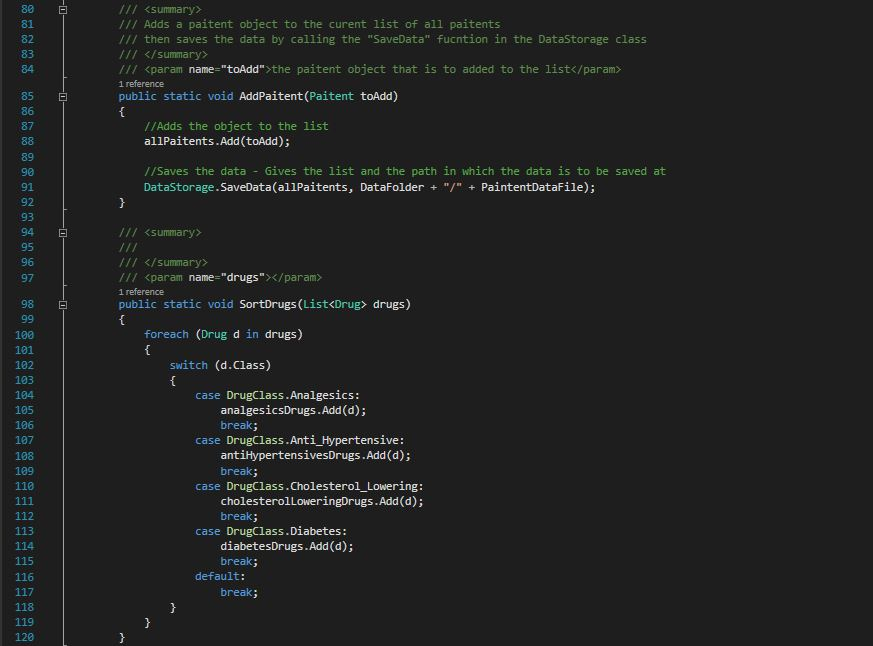 80 /// <summary>
81 /// Adds a paitent object to the curent list of all paitents
82 /// then saves the data by calling the "SaveData" fucntion in the DataStorage class
83 /// </summary>
84 /// <param name="toAdd">the paitent object that is to added to the list</param>
1 reference
85 public static void AddPaitent(Paitent toAdd)
86 {
87 //Adds the object to the list
88 allPaitents.Add(toAdd);
89
90 //Saves the data - Gives the list and the path in which the data is to be saved at
91 DataStorage.SaveData(allPaitents, DataFolder + "/" + PaintentDataFile);
92 }
93
94 /// <summary>
95 ///
96 /// </summary>
97 /// <param name="drugs"></param>
1 reference
98 public static void SortDrugs(List<Drug> drugs)
99 {
100 foreach (Drug d in drugs)
101 {
102 switch (d.Class)
103 {
104 case DrugClass.Analgesics:
105 analgesicsDrugs.Add(d);
106 break;
107 case DrugClass.Anti_Hypertensive:
108 antiHypertensivesDrugs.Add(d);
109 break;
110 case DrugClass.Cholesterol_Lowering:
111 cholesterolLoweringDrugs.Add(d);
112 break;
113 case DrugClass.Diabetes:
114 diabetesDrugs.Add(d);
115 break;
116 default:
117 break;
118 }
119 }
120 }